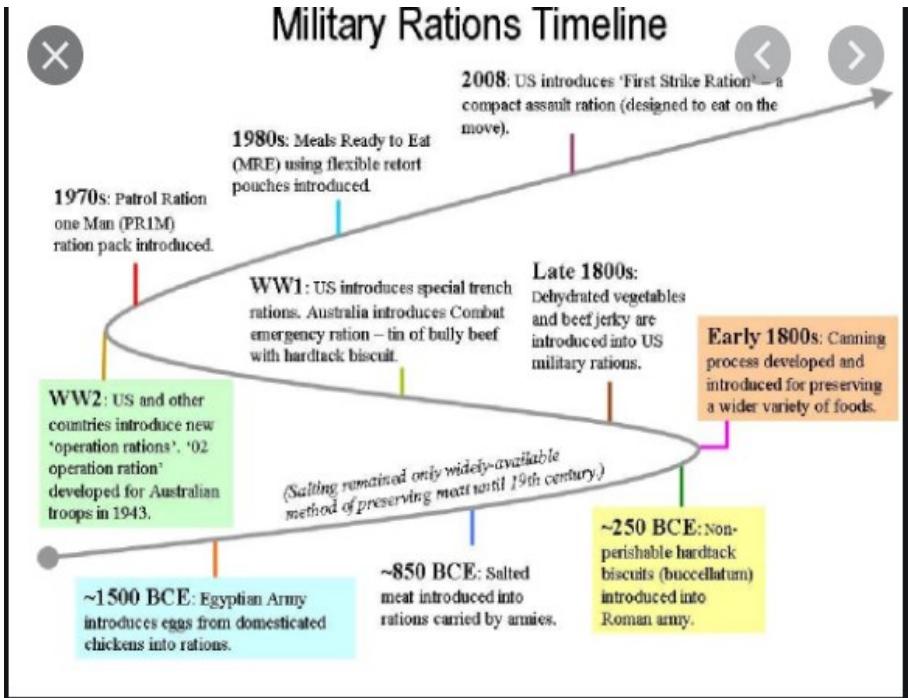 Military Rations Timeline
2008: US introduces 'First Strike Ration' – a
compact assault ration (designed to eat on the
move).
1980s: Meals Ready to Eat
(MRE) using flexible retort
pouches introduced.
1970s: Patrol Ration
one Man (PR1M)
ration pack introduced.
WW1: US introduces special trench
rations. Australia introduces Combat
emergency ration – tin of bully beef
with hardtack biscuit.
Late 1800s:
Dehydrated vegetables
and beef jerky are
introduced into US
military rations.
Early 1800s: Canning
process developed and
introduced for preserving
a wider variety of foods.
WW2: US and other
countries introduce new
'operation rations'. '02
operation ration'
developed for Australian
troops in 1943.
(Salting remained only widely-available
method of preserving meat until 19th century.)
~250 BCE: Non-
perishable hardtack
biscuits (buccellatum)
introduced into
Roman army.
~850 BCE: Salted
meat introduced into
rations carried by armies.
~1500 BCE: Egyptian Army
introduces eggs from domesticated
chickens into rations.